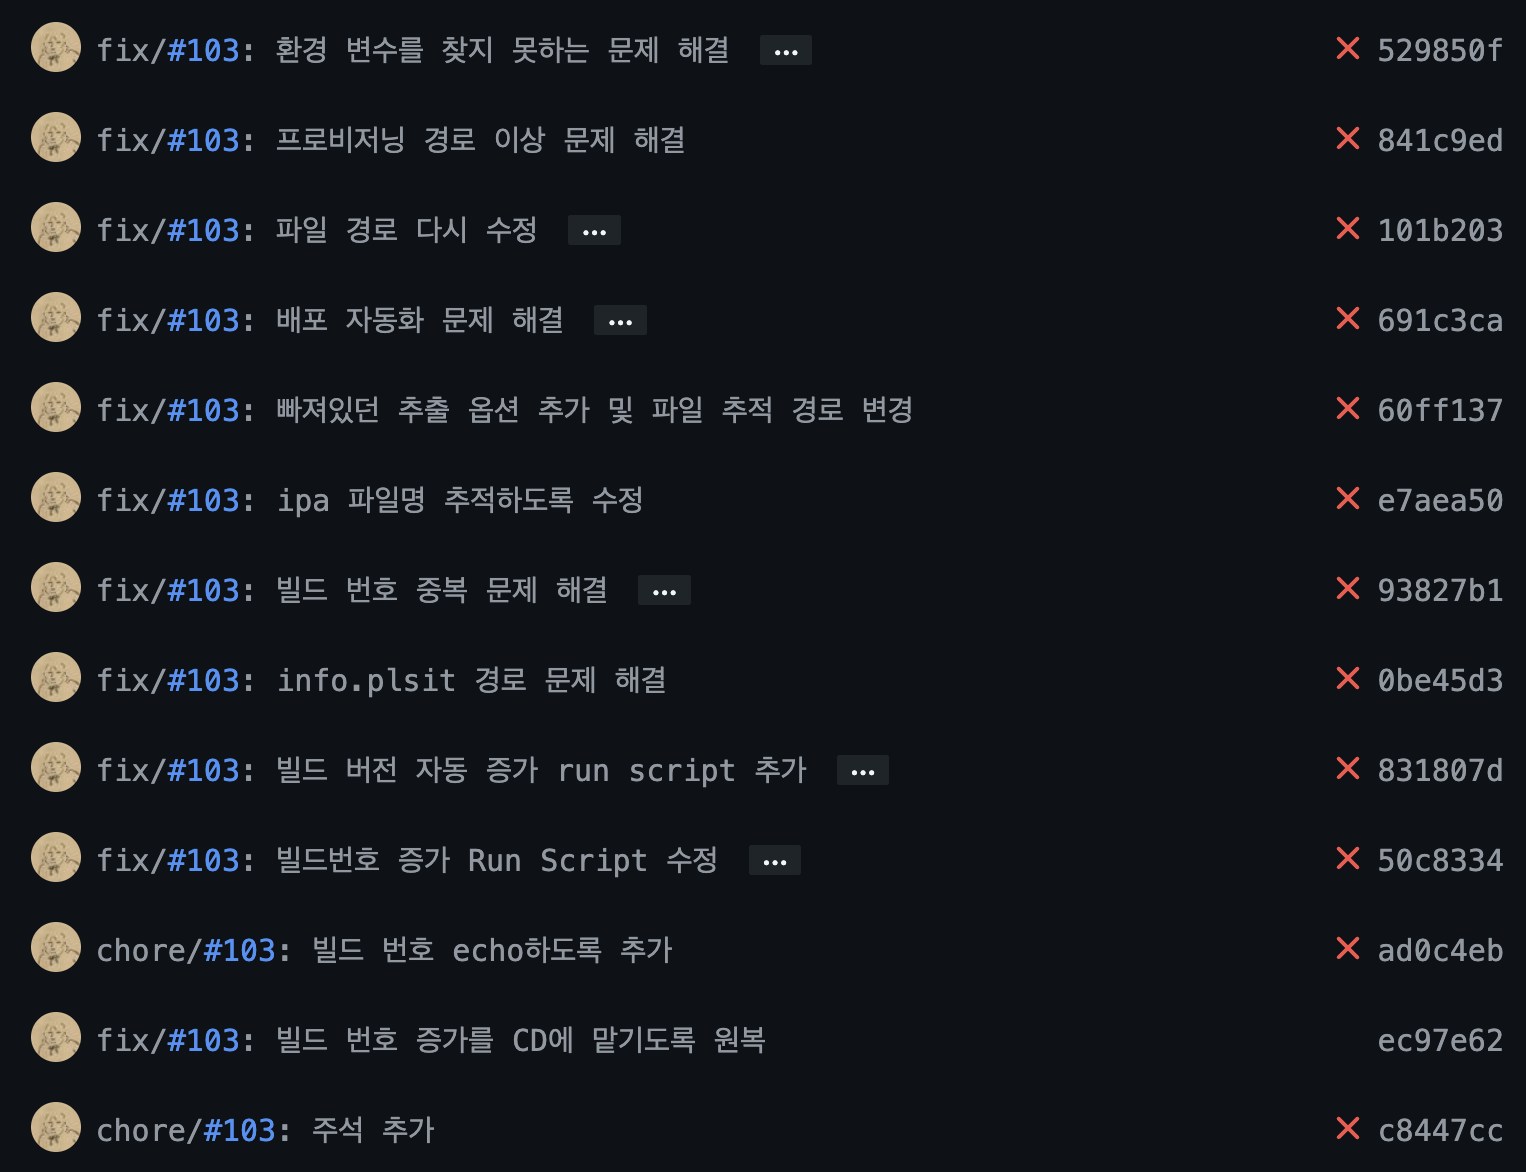 fix/#103: 환경 변수를 찾지 못하는 문제 해결 ... 529850f
fix/#103: 프로비저닝 경로 이상 문제 해결 841c9ed
fix/#103: 파일 경로 다시 수정 ... 101b203
fix/#103: 배포 자동화 문제 해결 ... 691c3ca
fix/#103: 빠져있던 추출 옵션 추가 및 파일 추적 경로 변경 60ff137
fix/#103: ipa 파일명 추적하도록 수정 e7aea50
fix/#103: 빌드 번호 중복 문제 해결 ... 93827b1
fix/#103: info.plsit 경로 문제 해결 0be45d3
fix/#103: 빌드 버전 자동 증가 run script 추가 ... 831807d
fix/#103: 빌드번호 증가 Run Script 수정 ... 50c8334
chore/#103: 빌드 번호 echo하도록 추가 ad0c4eb
fix/#103: 빌드 번호 증가를 CD에 맡기도록 원복 ec97e62
chore/#103: 주석 추가 c8447cc